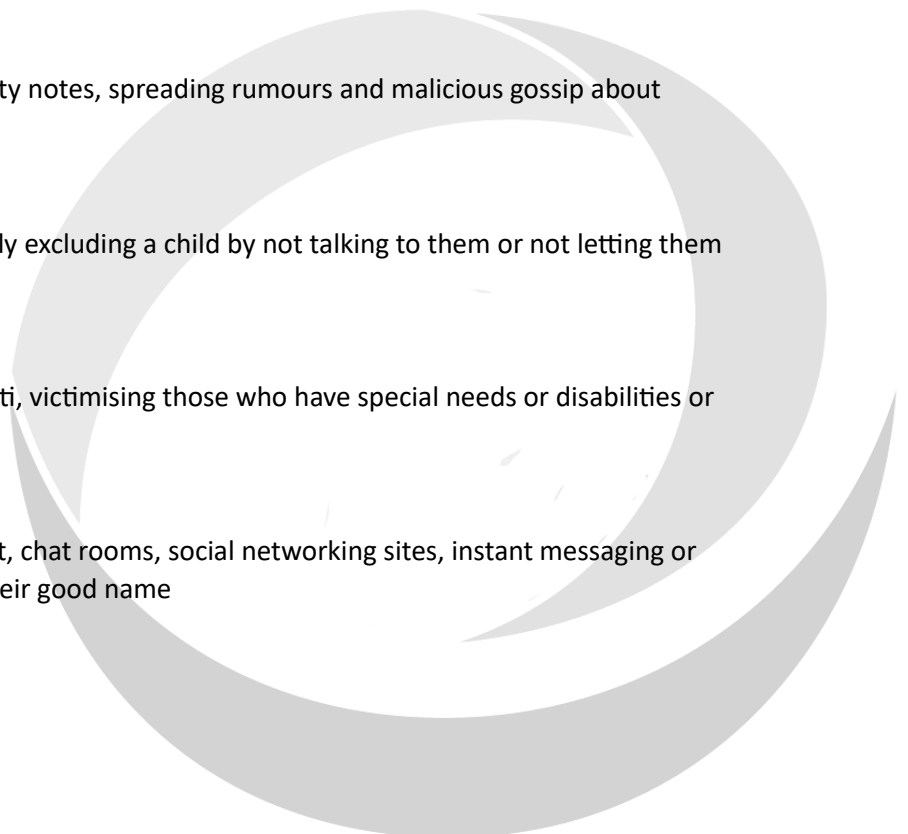 ty notes, spreading rumours and malicious gossip about
ly excluding a child by not talking to them or not letting them
ti, victimising those who have special needs or disabilities or
t, chat rooms, social networking sites, instant messaging or
eir good name